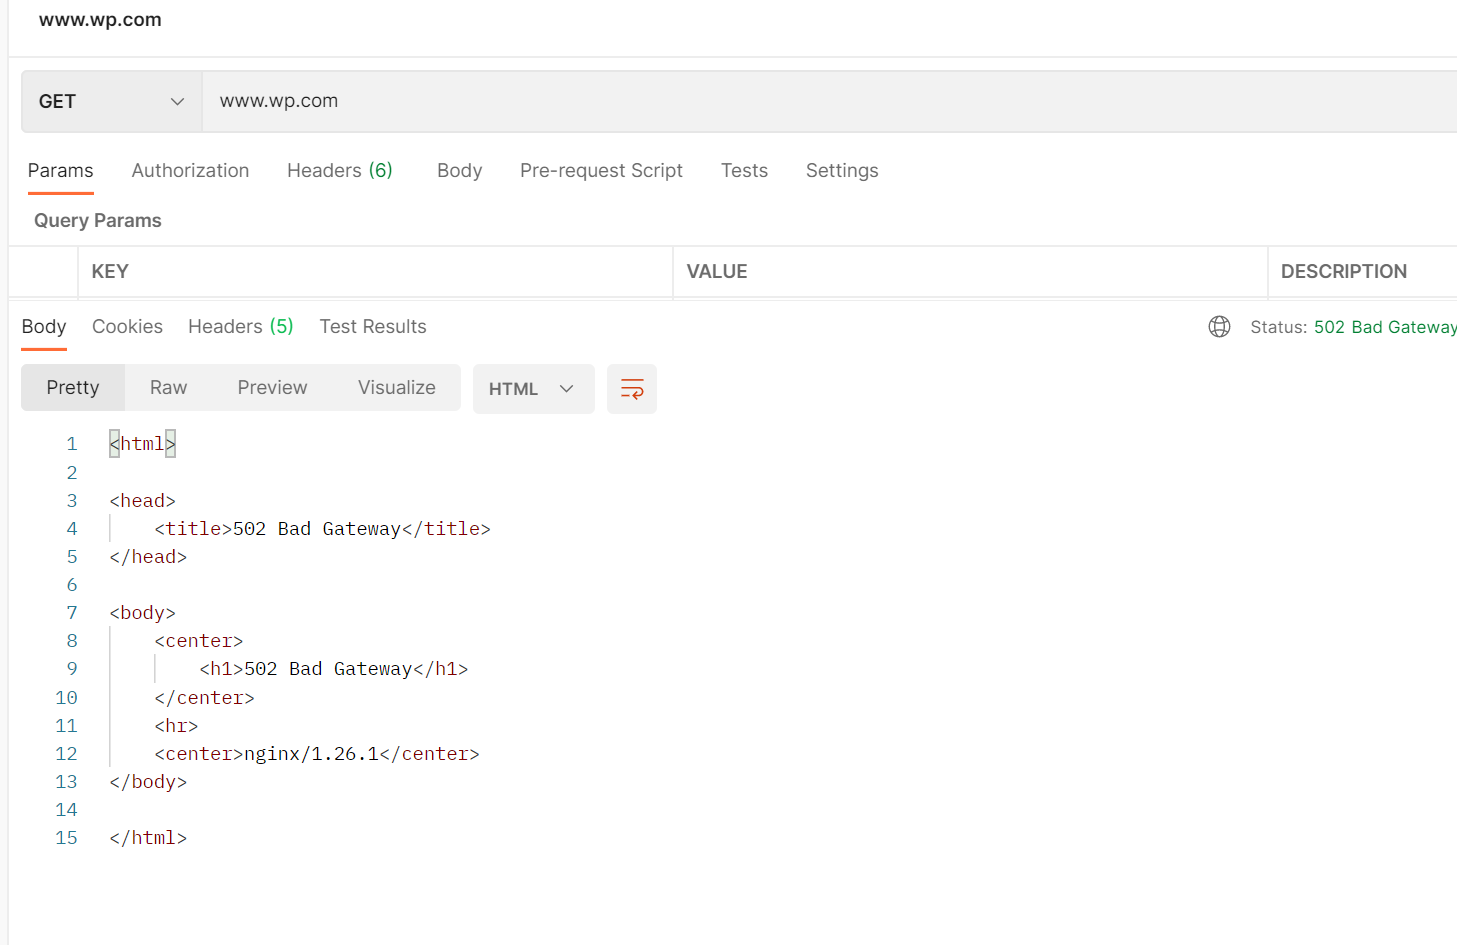 www.wp.com
GET www.wp.com
Params Authorization Headers (6) Body Pre-request Script Tests Settings
Query Params
KEY VALUE DESCRIPTION
Body Cookies Headers (5) Test Results Status: 502 Bad Gateway
Pretty Raw Preview Visualize HTML
1 <html>
2
3 <head>
4 <title>502 Bad Gateway</title>
5 </head>
6
7 <body>
8 <center>
9 <h1>502 Bad Gateway</h1>
10 </center>
11 <hr>
12 <center>nginx/1.26.1</center>
13 </body>
14
15 </html>